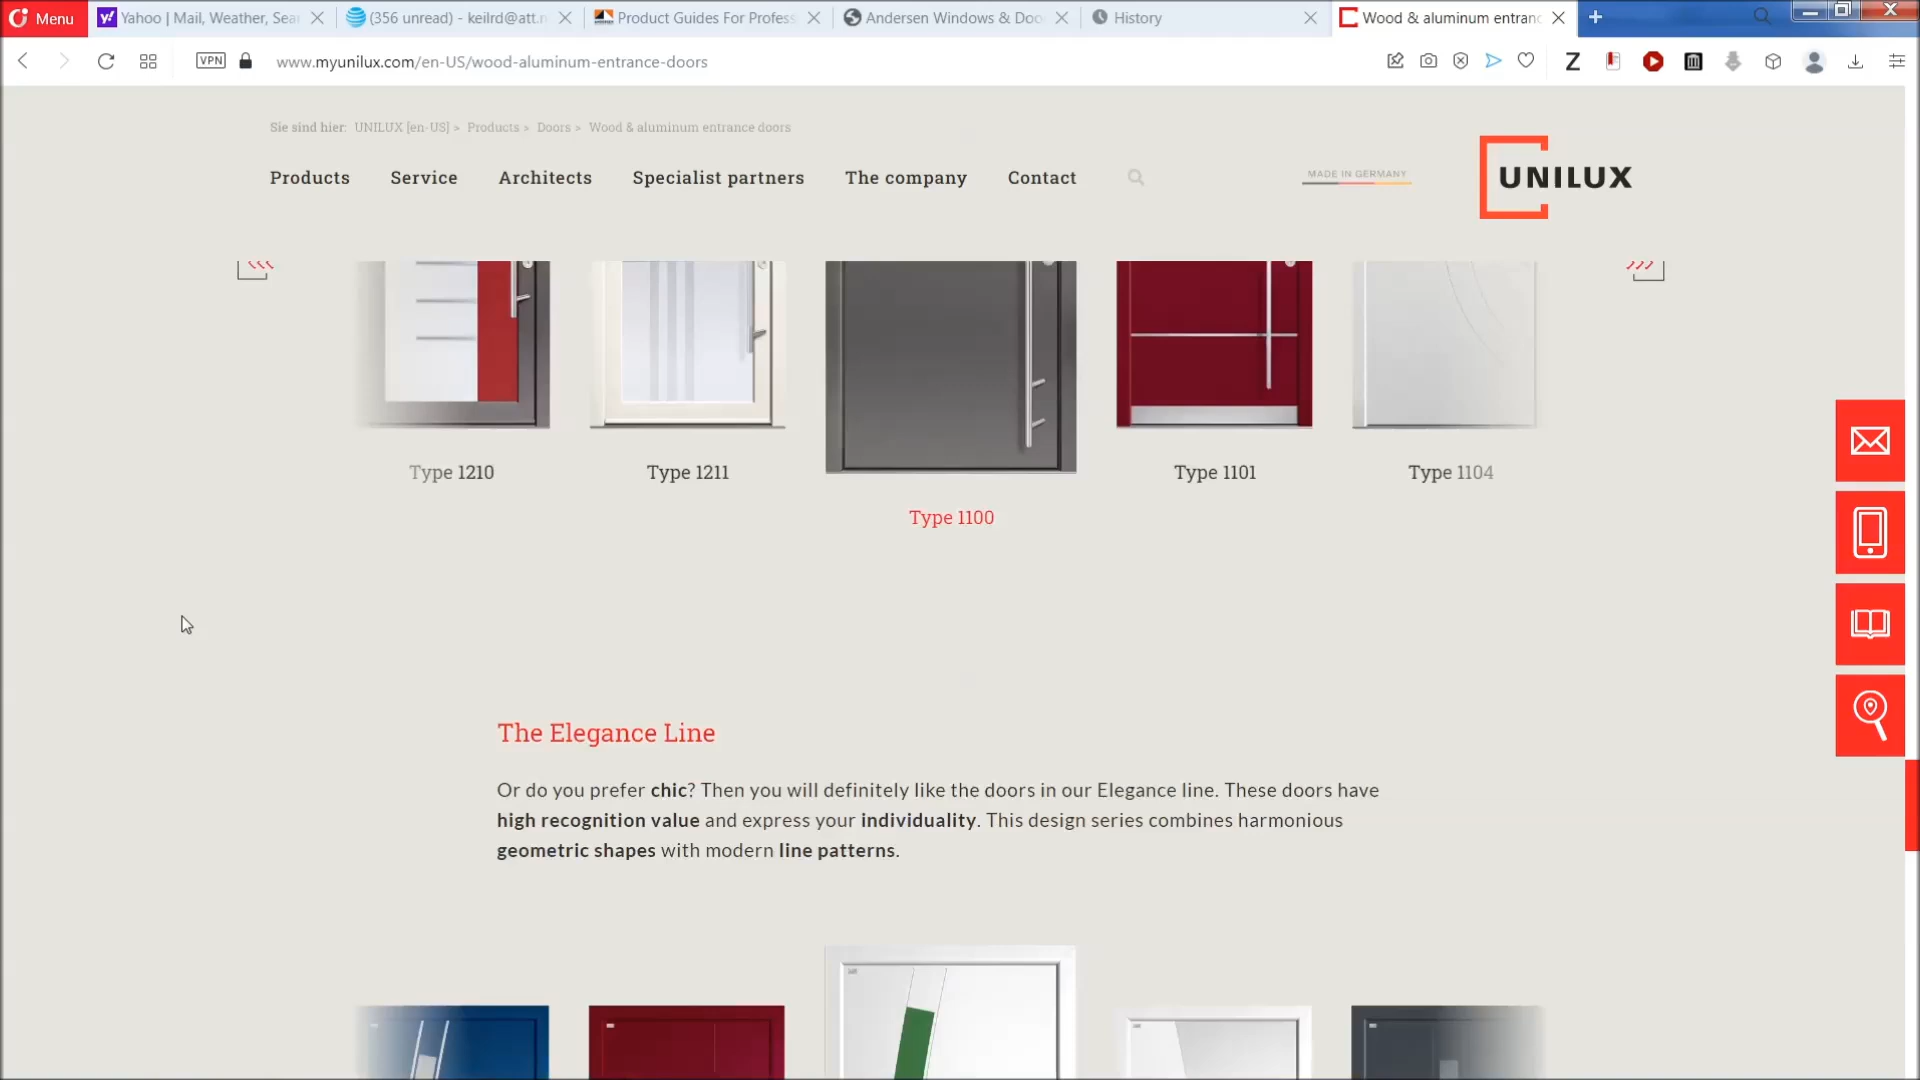 Menu
Yahoo | Mail, Weather, Sea
(356 unread) - keilrd@att.n
Product Guides For Profess
Andersen Windows & Doo
History
Wood & aluminum entranc
VPN
www.myunilux.com/en-US/wood-aluminum-entrance-doors
Z
Sie sind hier: UNILUX [en-US] > Products > Doors > Wood & aluminum entrance doors
Products
Service
Architects
Specialist partners
The company
Contact
MADE IN GERMANY
UNILUX
Type 1210
Type 1211
Type 1100
Type 1101
Type 1104
The Elegance Line
Or do you prefer chic? Then you will definitely like the doors in our Elegance line. These doors have
high recognition value and express your individuality. This design series combines harmonious
geometric shapes with modern line patterns.